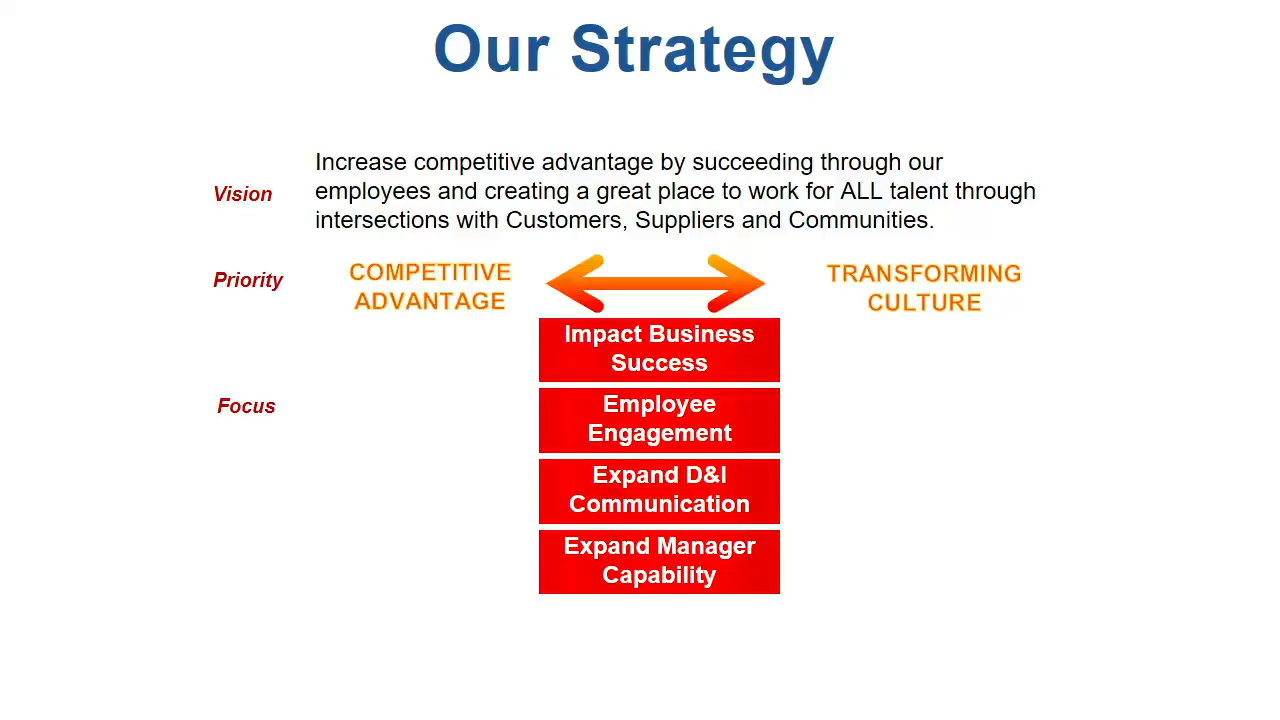 Our Strategy
Increase competitive advantage by succeeding through our
Vision
employees and creating a great place to work for ALL talent through
intersections with Customers, Suppliers and Communities.
Priority
COMPETITIVE
ADVANTAGE
TRANSFORMING
CULTURE
Impact Business
Success
Focus
Employee
Engagement
Expand D&I
Communication
Expand Manager
Capability